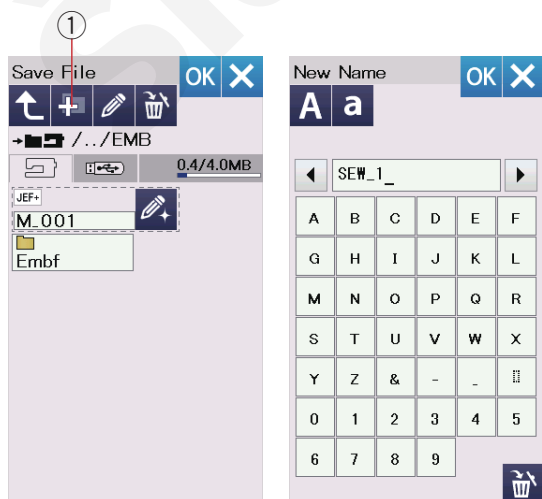 ①
Save File OK
/../EMB
0.4/4.0MB
JEF+
M_001
Embf
New Name OK
A a
SEW_1_
A B C D E F
G H I J K L
M N O P Q R
S T U V W X
Y Z & - _
0 1 2 3 4 5
6 7 8 9